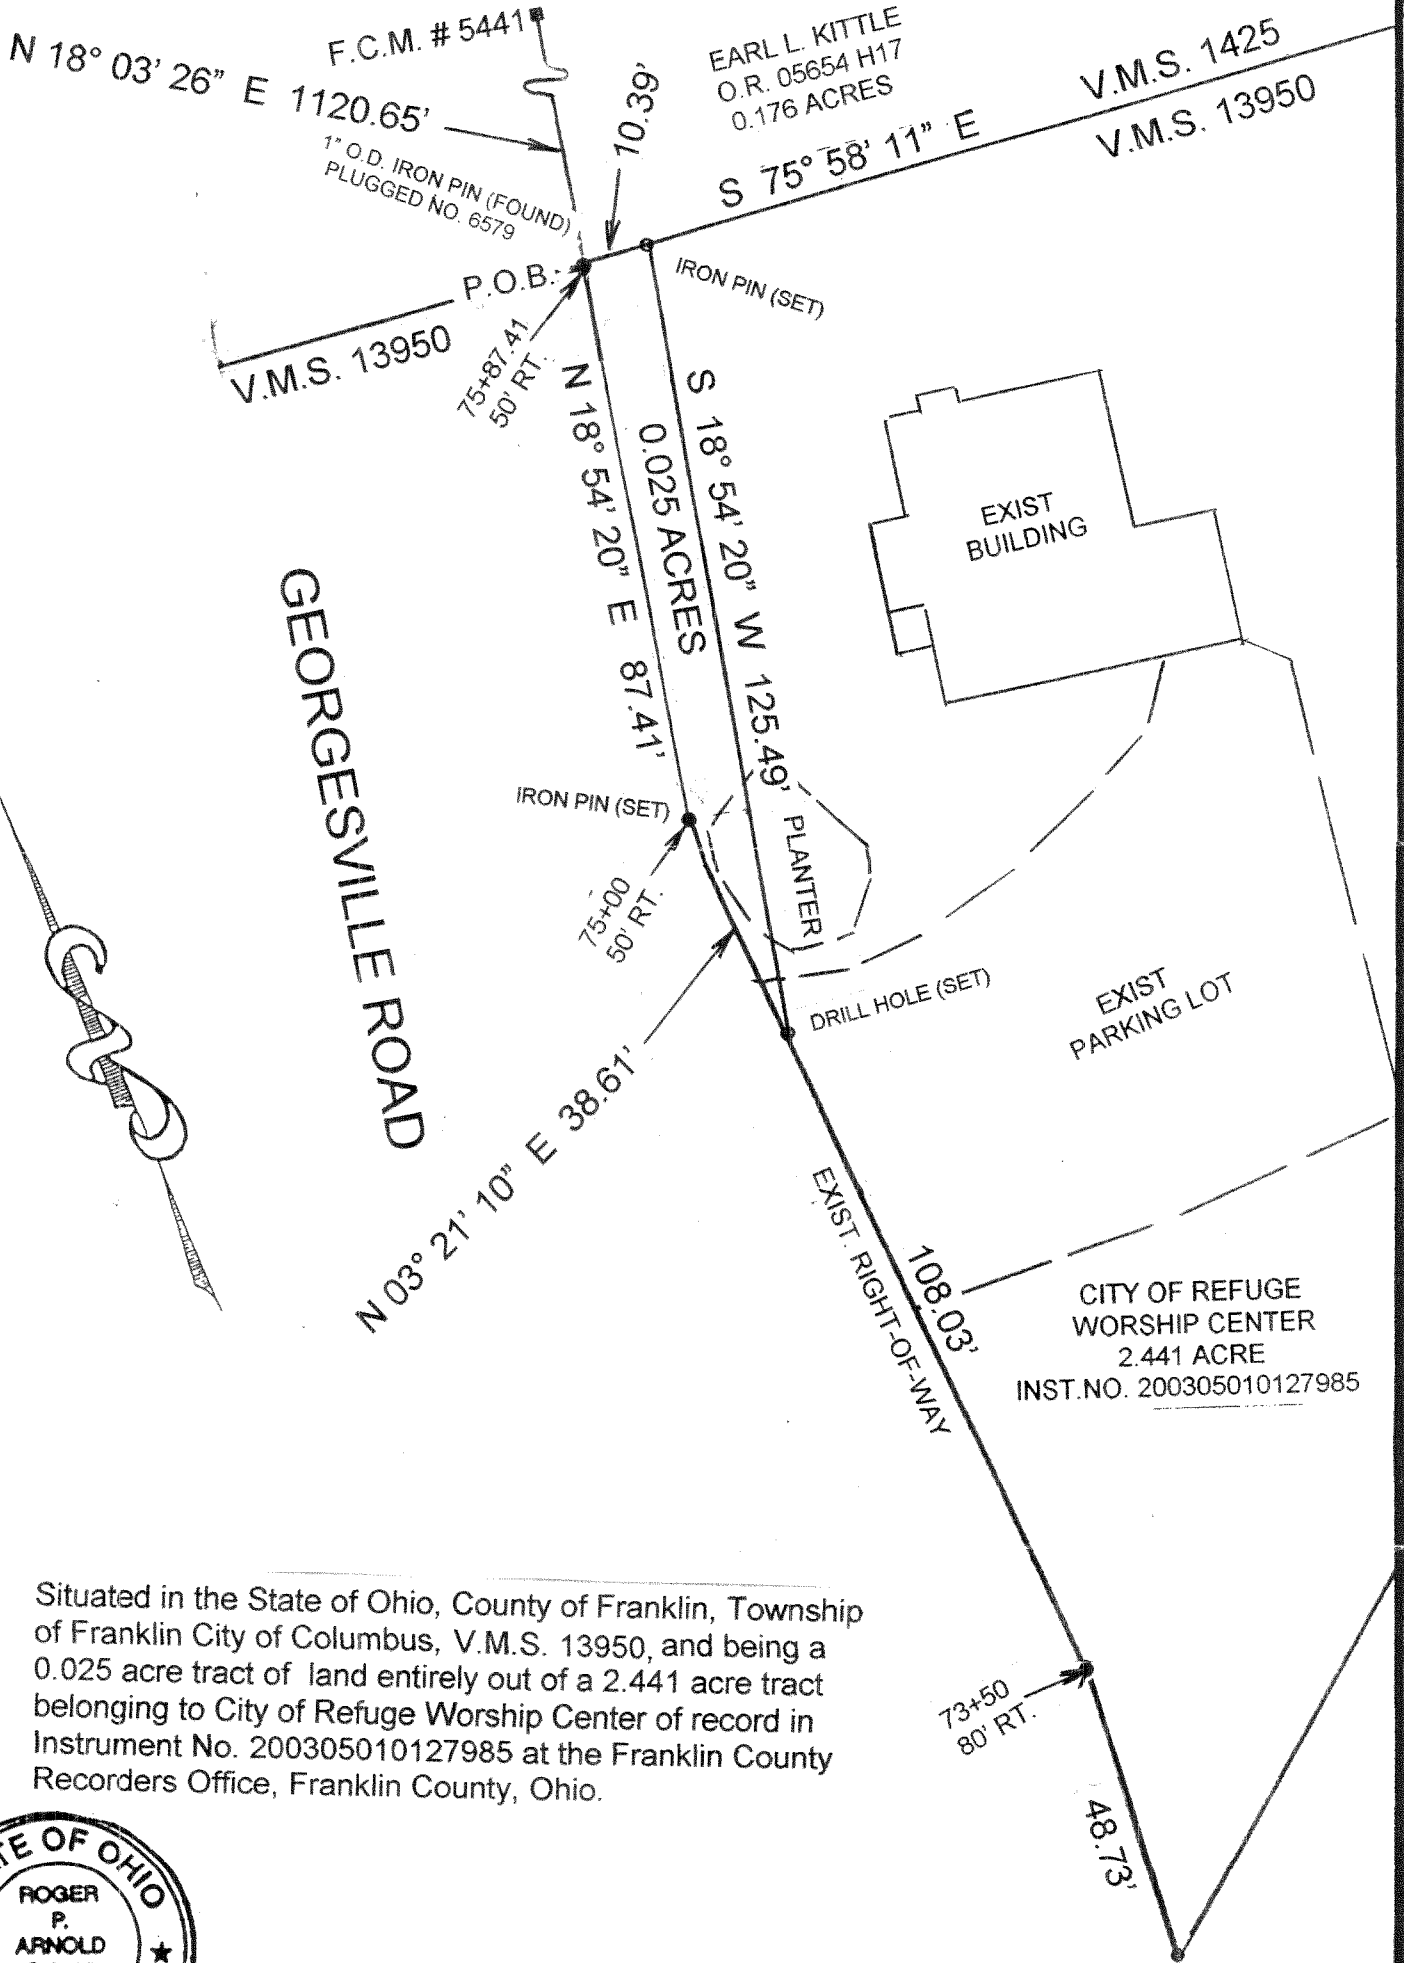 N 18° 03' 26" E 1120.65'
F.C.M. # 5441
10.39'
EARL L. KITTLE
O.R. 05654 H17
0.176 ACRES
V.M.S. 1425
V.M.S. 13950
S 75° 58' 11" E
1" O.D. IRON PIN (FOUND)
PLUGGED NO. 6579
P.O.B.
IRON PIN (SET)
V.M.S. 13950
75+87.41
50' RT.
N 18° 54' 20" E 87.41'
0.025 ACRES
S 18° 54' 20" W 125.49'
EXIST
BUILDING
GEORGESVILLE ROAD
IRON PIN (SET)
PLANTER
75+00
50' RT.
DRILL HOLE (SET)
EXIST
PARKING LOT
N 03° 21' 10" E 38.61'
EXIST. RIGHT-OF-WAY
108.03'
CITY OF REFUGE
WORSHIP CENTER
2.441 ACRE
INST.NO. 200305010127985
Situated in the State of Ohio, County of Franklin, Township
of Franklin City of Columbus, V.M.S. 13950, and being a
0.025 acre tract of land entirely out of a 2.441 acre tract
belonging to City of Refuge Worship Center of record in
Instrument No. 200305010127985 at the Franklin County
Recorders Office, Franklin County, Ohio.
73+50
80' RT.
48.73'
TE OF OHIO
ROGER
P.
ARNOLD